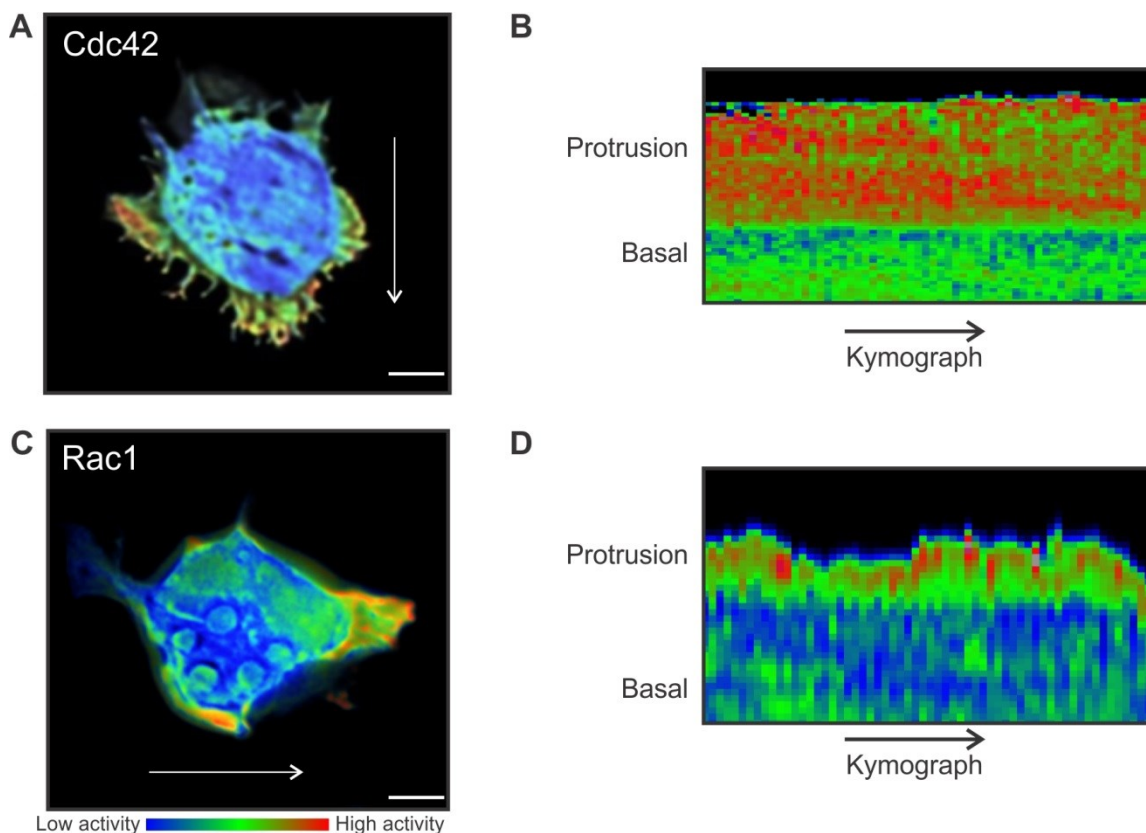 A
Cdc42
B
Protrusion
Basal
Kymograph
C
Rac1
D
Protrusion
Basal
Kymograph
Low activity
High activity